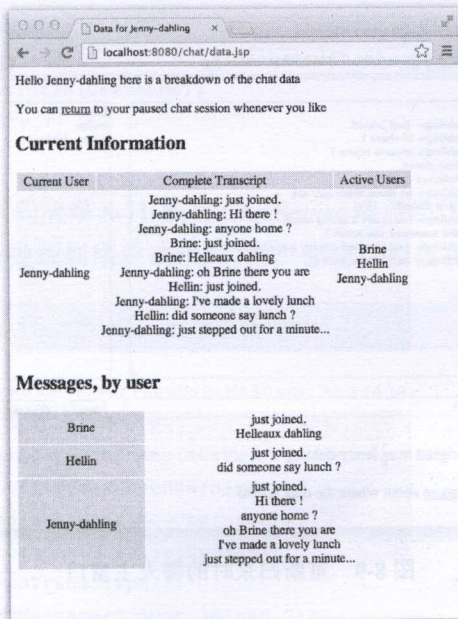 Data for Jenny-dahling
localhost:8080/chat/data.jsp
Hello Jenny-dahling here is a breakdown of the chat data
You can return to your paused chat session whenever you like
Current Information
Current User Complete Transcript Active Users
Jenny-dahling: just joined.
Jenny-dahling: Hi there !
Jenny-dahling: anyone home ?
Brine: just joined.
Brine: Helleaux dahling
Jenny-dahling: oh Brine there you are
Hellin: just joined.
Jenny-dahling: I've made a lovely lunch
Hellin: did someone say lunch ?
Jenny-dahling: just stepped out for a minute...
Jenny-dahling
Brine
Hellin
Jenny-dahling
Messages, by user
Brine
just joined.
Helleaux dahling
Hellin
just joined.
did someone say lunch ?
Jenny-dahling
just joined.
Hi there !
anyone home ?
oh Brine there you are
I've made a lovely lunch
just stepped out for a minute...